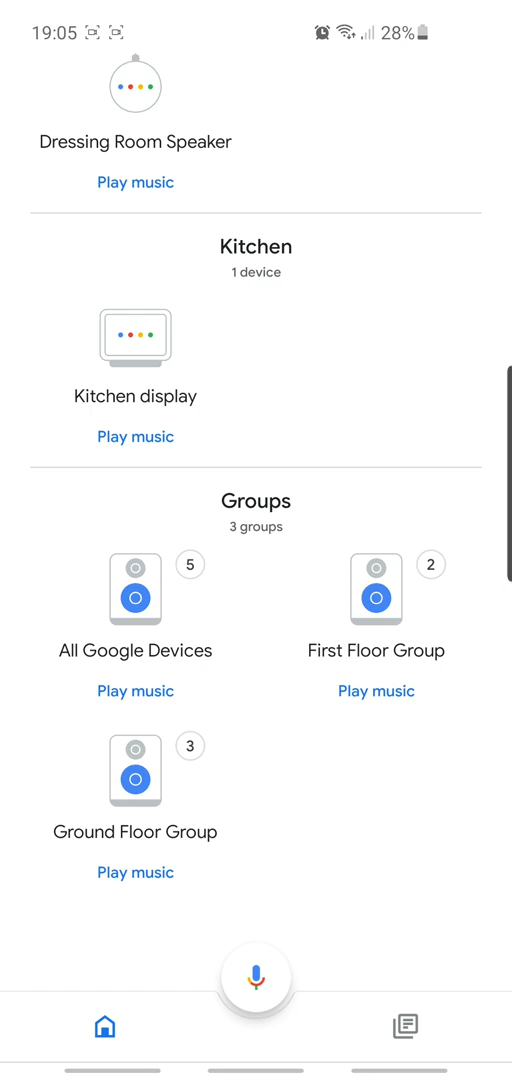 19:05 28%
Dressing Room Speaker
Play music
Kitchen
1 device
Kitchen display
Play music
Groups
3 groups
5 2
All Google Devices First Floor Group
Play music Play music
3
Ground Floor Group
Play music